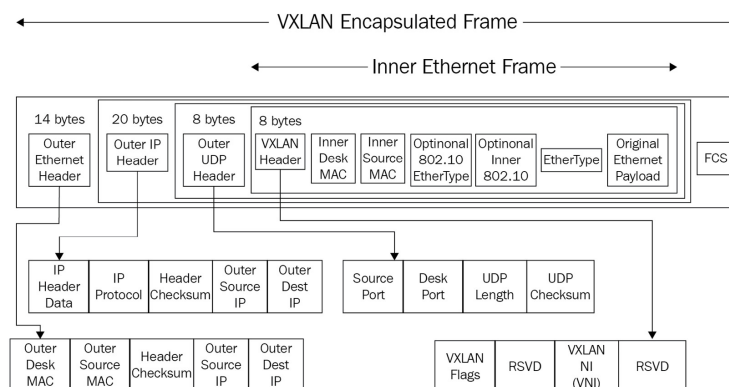 VXLAN Encapsulated Frame
Inner Ethernet Frame
14 bytes
20 bytes
8 bytes
8 bytes
Outer
Ethernet
Header
Outer IP
Header
Outer
UDP
Header
VXLAN
Header
Inner
Desk
MAC
Inner
Source
MAC
Optinonal
802.10
EtherType
Optinonal
Inner
802.10
EtherType
Original
Ethernet
Payload
FCS
IP
Header
Data
IP
Protocol
Header
Checksum
Outer
Source
IP
Outer
Dest
IP
Source
Port
Desk
Port
UDP
Length
UDP
Checksum
Outer
Desk
MAC
Outer
Source
MAC
Header
Checksum
Outer
Source
IP
Outer
Dest
IP
VXLAN
Flags
RSVD
VXLAN
NI
(VNI)
RSVD